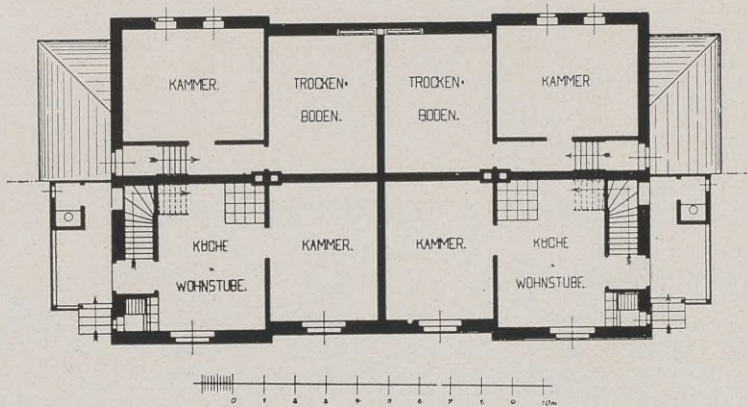 KAMMER.
TROCKEN-
BODEN.
TROCKEN-
BODEN.
KAMMER.
KÜCHE
WOHNSTUBE.
KAMMER.
KAMMER.
KÜCHE
WOHNSTUBE.
0 1 2 3 4 5 6 7 8 9 10m